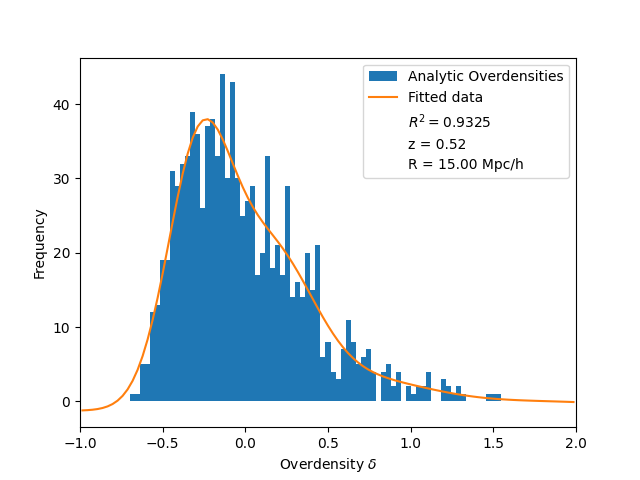 Analytic Overdensities
Fitted data
R² = 0.9325
z = 0.52
R = 15.00 Mpc/h
Frequency
40
30
20
10
0
−1.0 −0.5 0.0 0.5 1.0 1.5 2.0
Overdensity δ